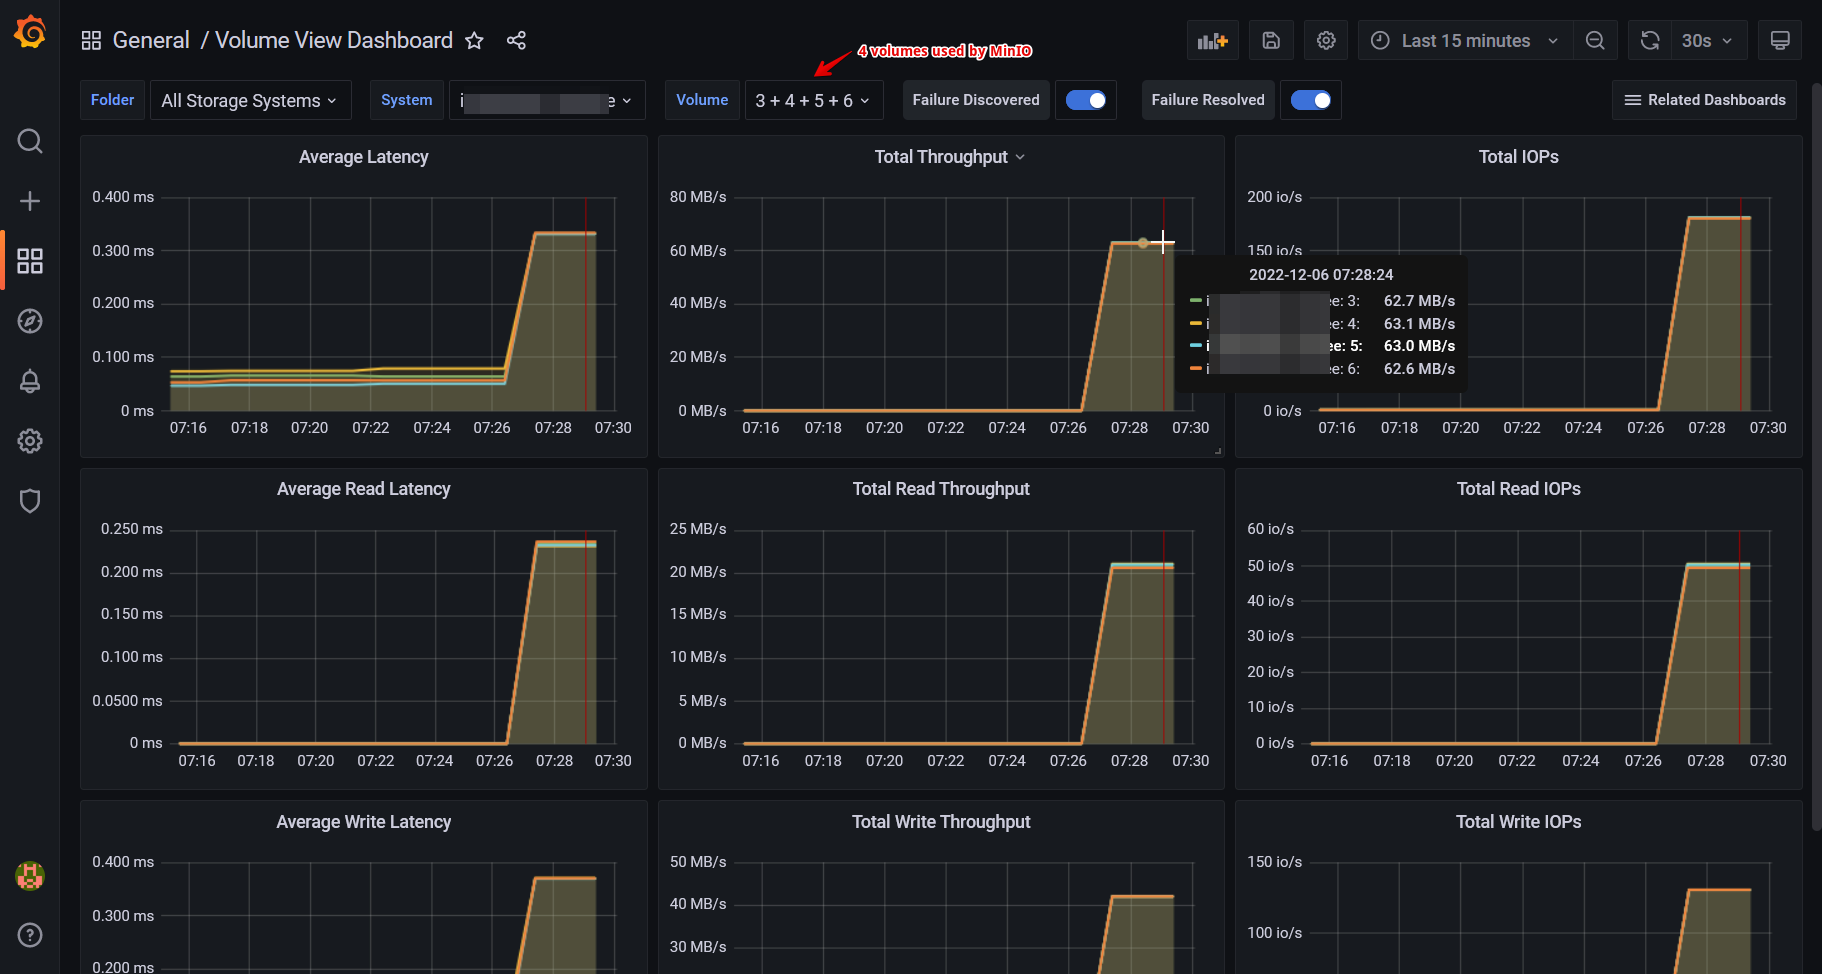 General / Volume View Dashboard
Last 15 minutes
30s
4 volumes used by MinIO
Folder
All Storage Systems
System
i
e
Volume
3 + 4 + 5 + 6
Failure Discovered
Failure Resolved
Related Dashboards
Average Latency
0.400 ms
0.300 ms
0.200 ms
0.100 ms
0 ms
07:16 07:18 07:20 07:22 07:24 07:26 07:28 07:30
Total Throughput
80 MB/s
60 MB/s
40 MB/s
20 MB/s
0 MB/s
07:16 07:18 07:20 07:22 07:24 07:26 07:28 07:30
2022-12-06 07:28:24
i ee: 3: 62.7 MB/s
i ee: 4: 63.1 MB/s
i ee: 5: 63.0 MB/s
i ee: 6: 62.6 MB/s
Total IOPs
200 io/s
150 io/s
0 io/s
07:16 07:18 07:20 07:22 07:24 07:26 07:28 07:30
Average Read Latency
0.250 ms
0.200 ms
0.150 ms
0.100 ms
0.0500 ms
0 ms
07:16 07:18 07:20 07:22 07:24 07:26 07:28 07:30
Total Read Throughput
25 MB/s
20 MB/s
15 MB/s
10 MB/s
5 MB/s
0 MB/s
07:16 07:18 07:20 07:22 07:24 07:26 07:28 07:30
Total Read IOPs
60 io/s
50 io/s
40 io/s
30 io/s
20 io/s
10 io/s
0 io/s
07:16 07:18 07:20 07:22 07:24 07:26 07:28 07:30
Average Write Latency
0.400 ms
0.300 ms
0.200 ms
Total Write Throughput
50 MB/s
40 MB/s
30 MB/s
Total Write IOPs
150 io/s
100 io/s